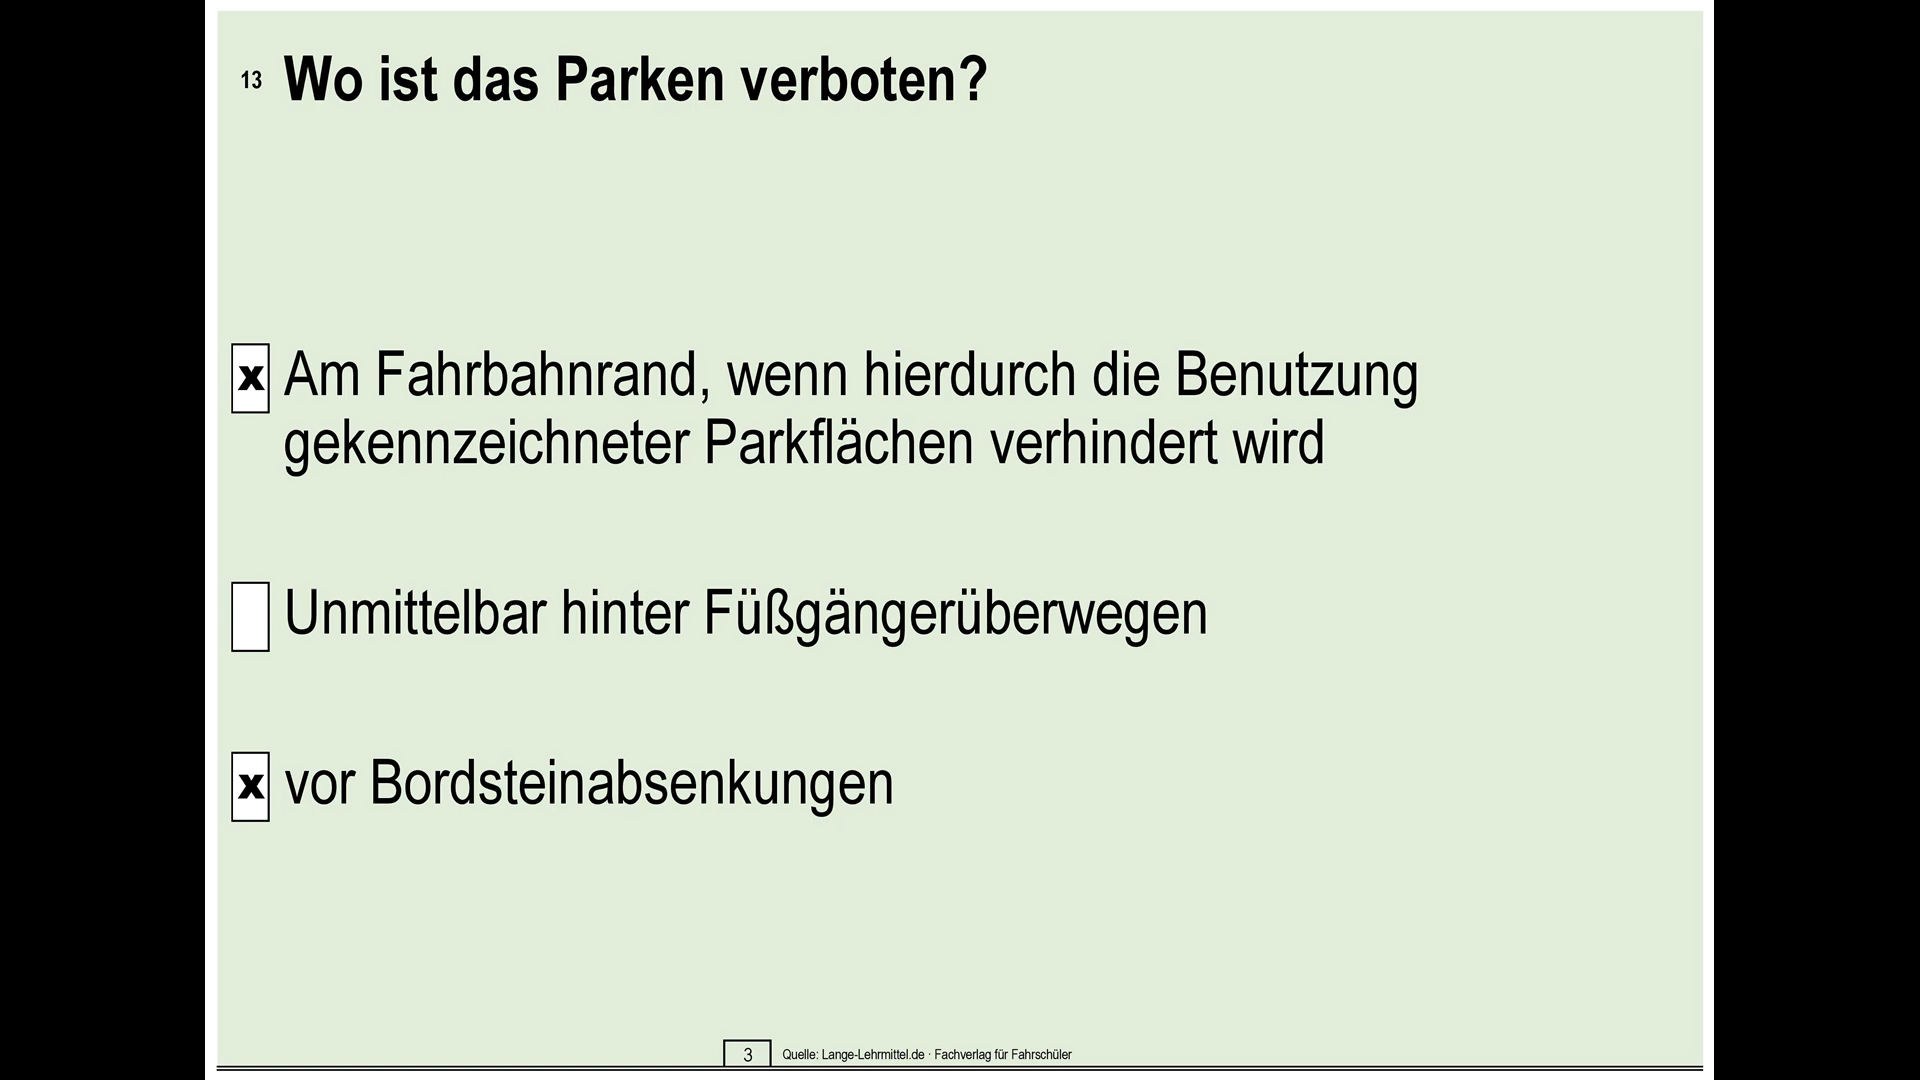 13 Wo ist das Parken verboten?
x Am Fahrbahnrand, wenn hierdurch die Benutzung
gekennzeichneter Parkflächen verhindert wird
Unmittelbar hinter Füßgängerüberwegen
x vor Bordsteinabsenkungen
3 Quelle: Lange-Lehrmittel.de · Fachverlag für Fahrschüler